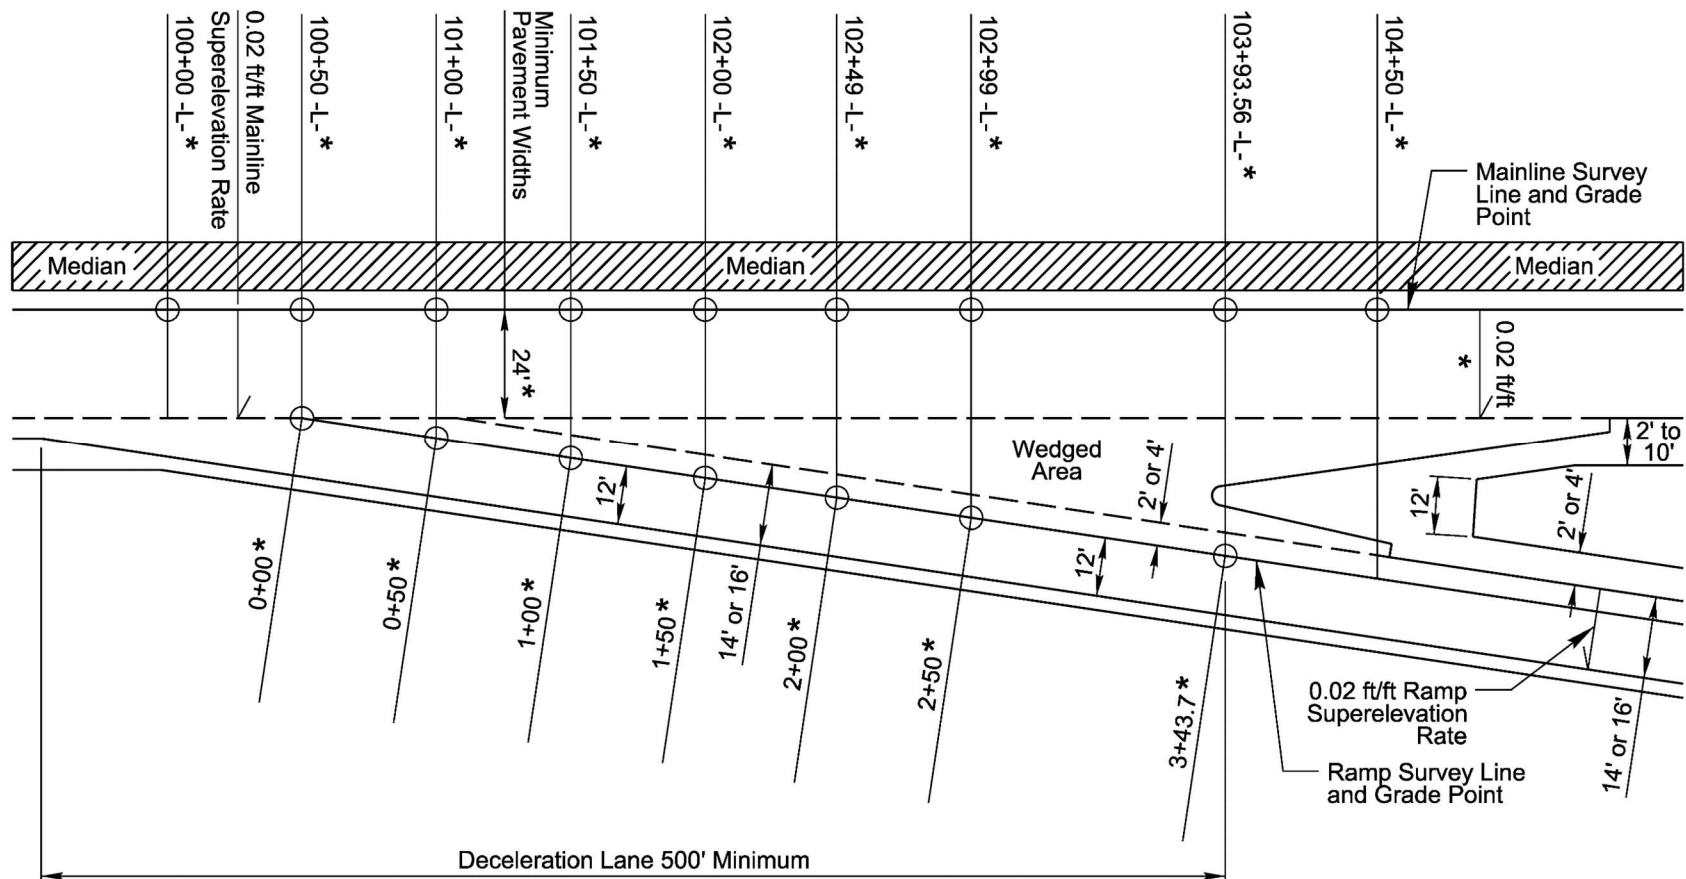 100+00 -L- *
0.02 ft/ft Mainline
Superelevation Rate
100+50 -L- *
101+00 -L- *
Minimum
Pavement Widths
101+50 -L- *
102+00 -L- *
102+49 -L- *
102+99 -L- *
103+93.56 -L- *
104+50 -L- *
Mainline Survey
Line and Grade
Point
Median
Median
Median
24' *
* 0.02 ft/ft
2' to
10'
Wedged
Area
2' or 4'
12'
12'
12'
2' or 4'
14' or 16'
0+00 *
0+50 *
1+00 *
1+50 *
2+00 *
2+50 *
3+43.7 *
0.02 ft/ft Ramp
Superelevation
Rate
14' or 16'
Ramp Survey Line
and Grade Point
Deceleration Lane 500' Minimum